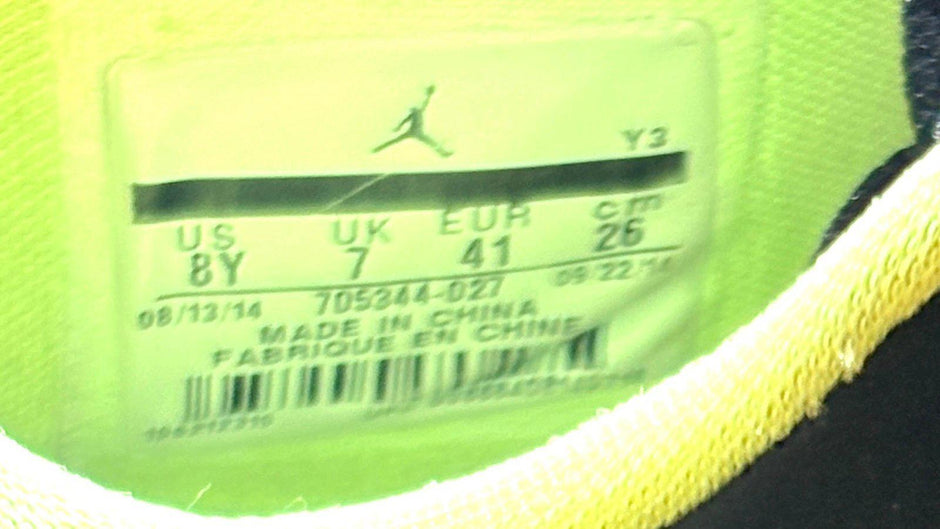 Y3
US UK EUR cm
8Y 7 41 26
08/13/14 705344-027 09/22/14
MADE IN CHINA
FABRIQUE EN CHINE